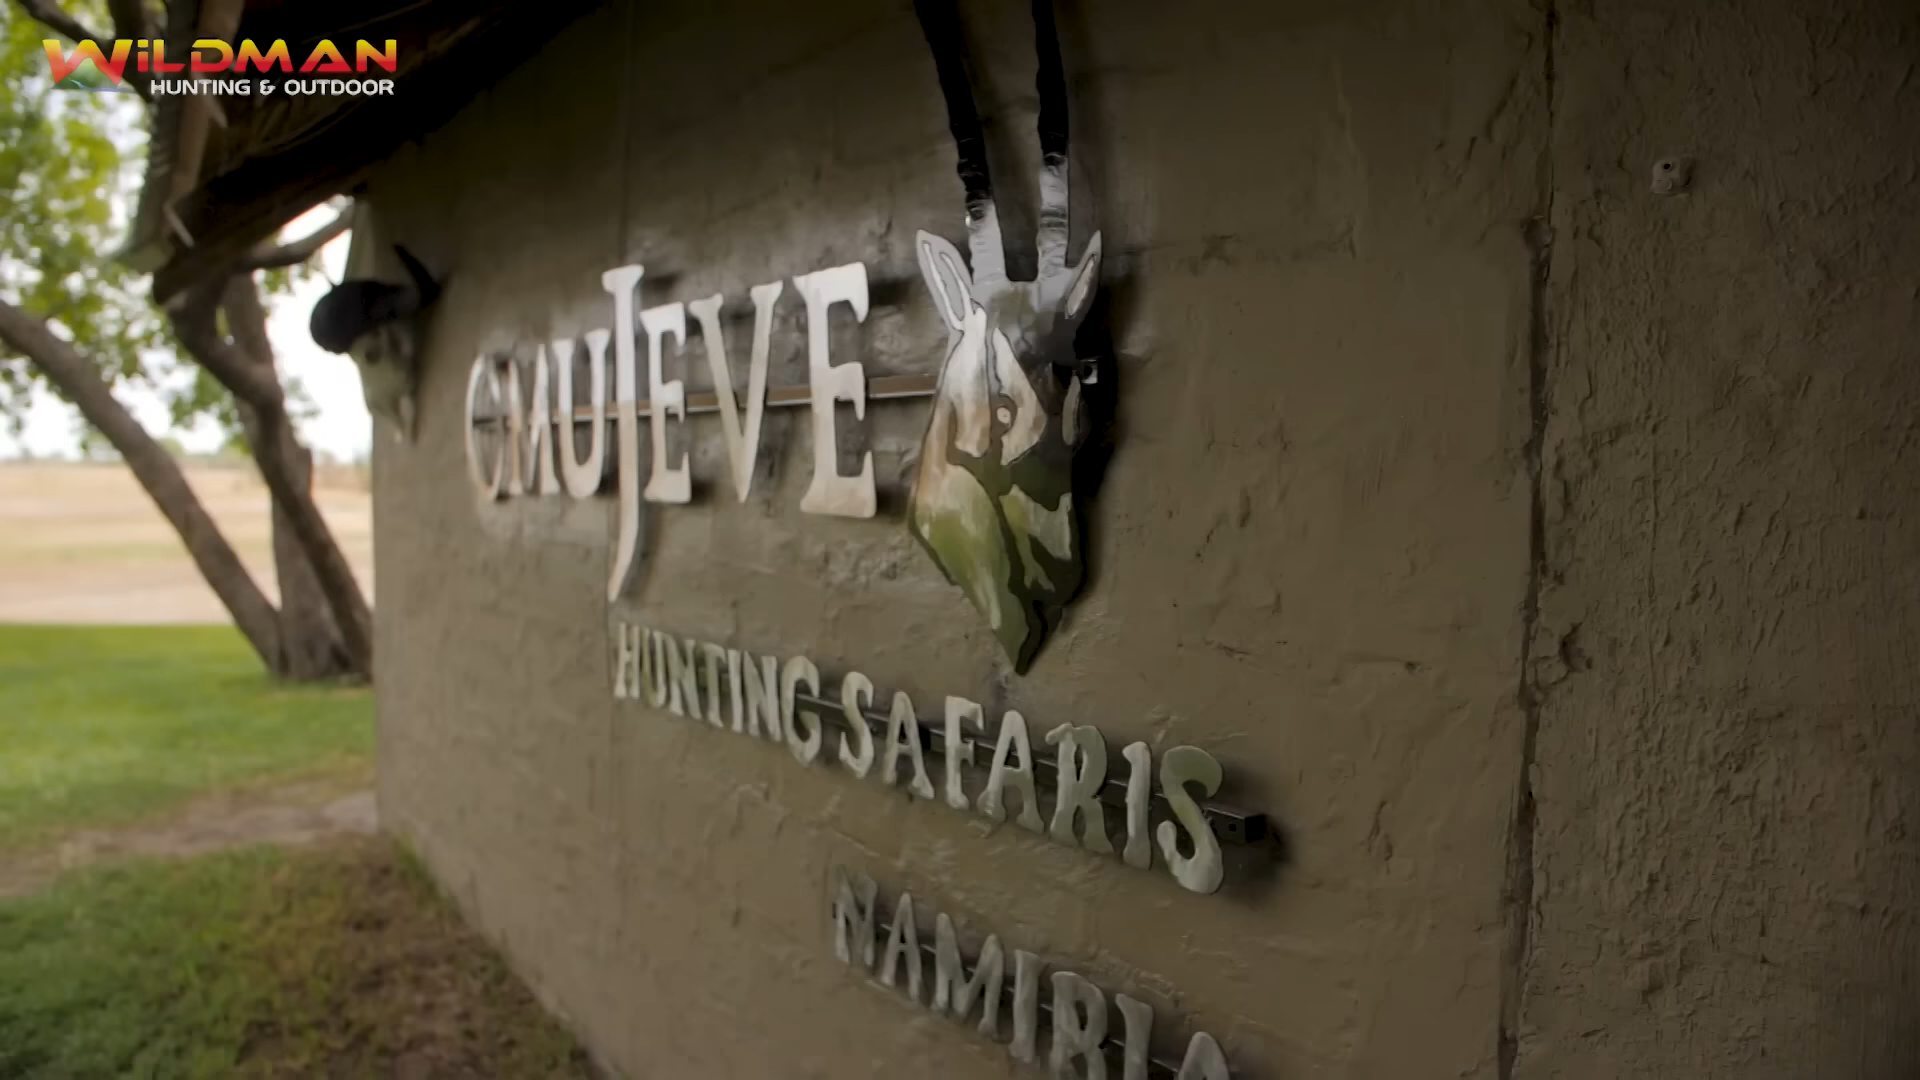 WiLDMAN
HUNTING & OUTDOOR
OMUJEVE
HUNTING SAFARIS
NAMIBIA